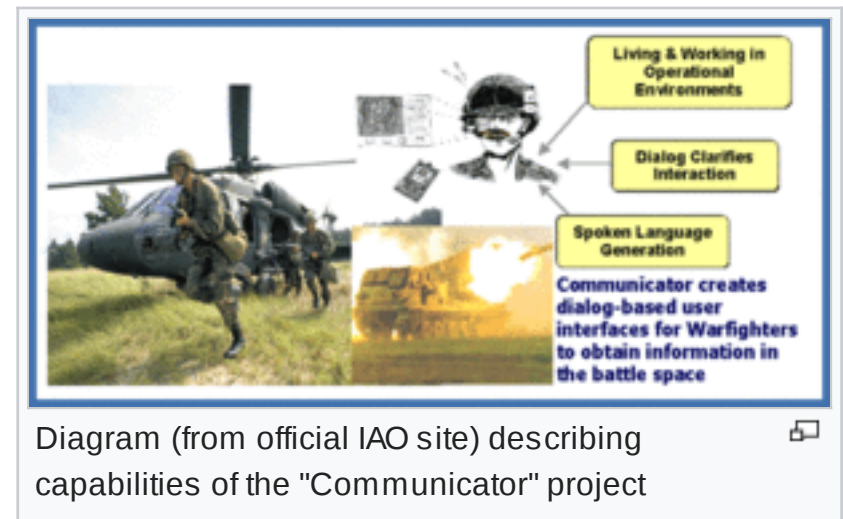 Living & Working in
Operational
Environments
Dialog Clarifies
Interaction
Spoken Language
Generation
Communicator creates
dialog-based user
interfaces for Warfighters
to obtain information in
the battle space
Diagram (from official IAO site) describing
capabilities of the "Communicator" project